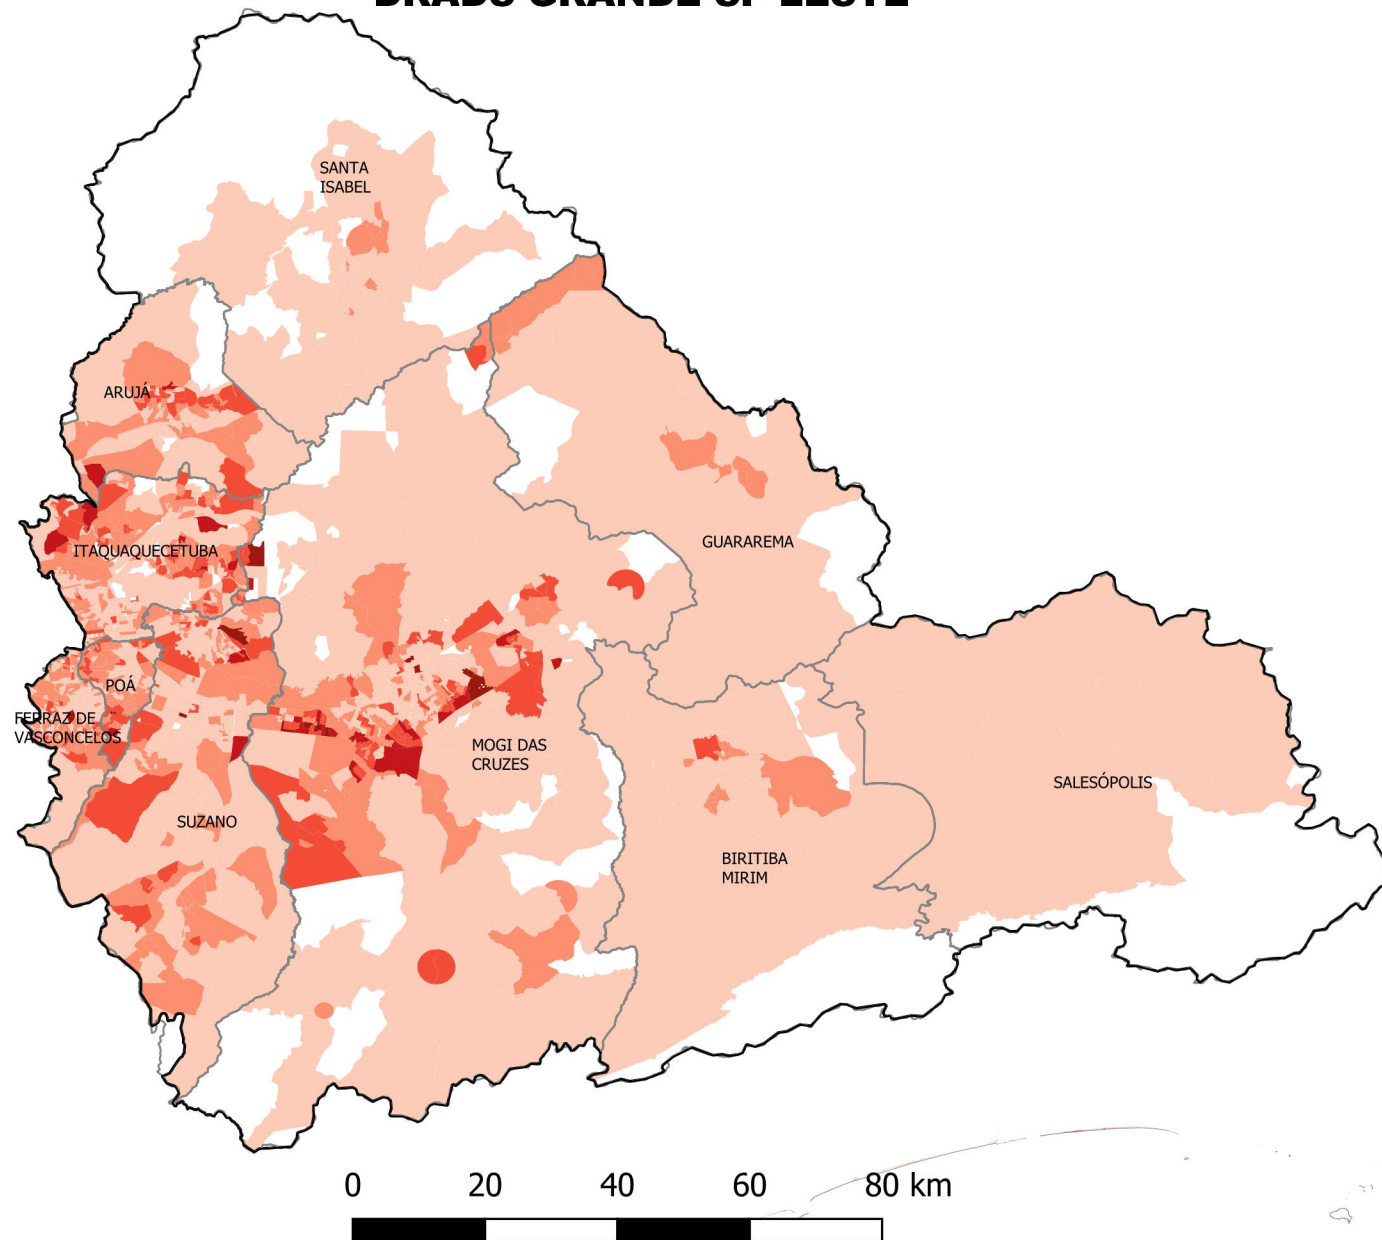 SANTA
ISABEL
ARUJÁ
ITAQUAQUECETUBA
GUARAREMA
POÁ
FERRAZ DE
VASCONCELOS
MOGI DAS
CRUZES
SALESÓPOLIS
SUZANO
BIRITIBA
MIRIM
0 20 40 60 80 km